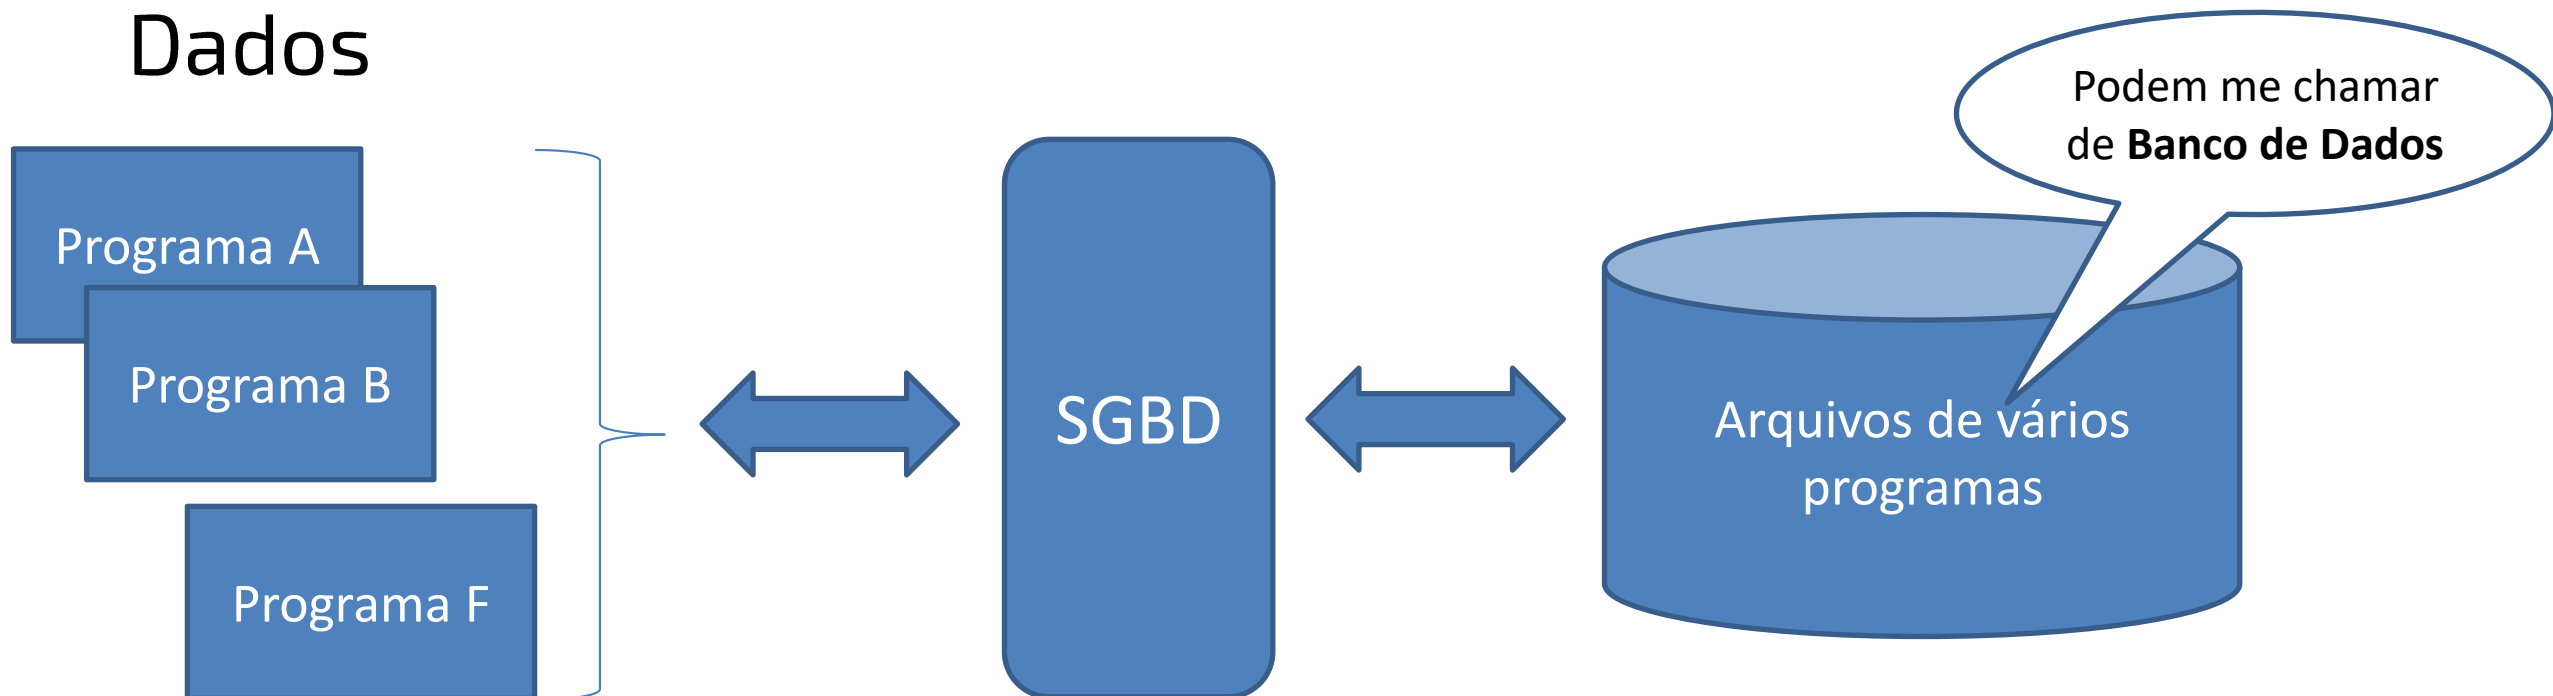 Dados
Podem me chamar
de Banco de Dados
Programa A
Programa B
Programa F
SGBD
Arquivos de vários
programas